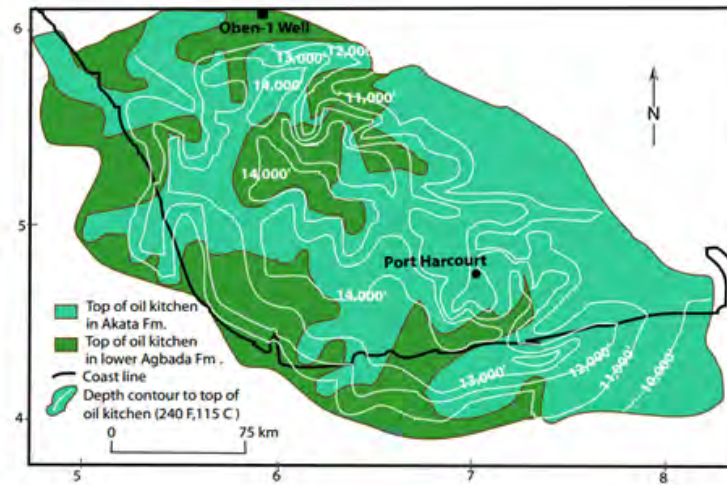 6
Oben-1 Well
13,000'
12,000'
14,000'
11,000'
N
14,000'
5
Port Harcourt
14,000'
Top of oil kitchen
in Akata Fm.
Top of oil kitchen
in lower Agbada Fm .
Coast line
Depth contour to top of
oil kitchen (240 F,115 C )
13,000'
12,000'
11,000'
10,000'
4
0
75 km
5
6
7
8